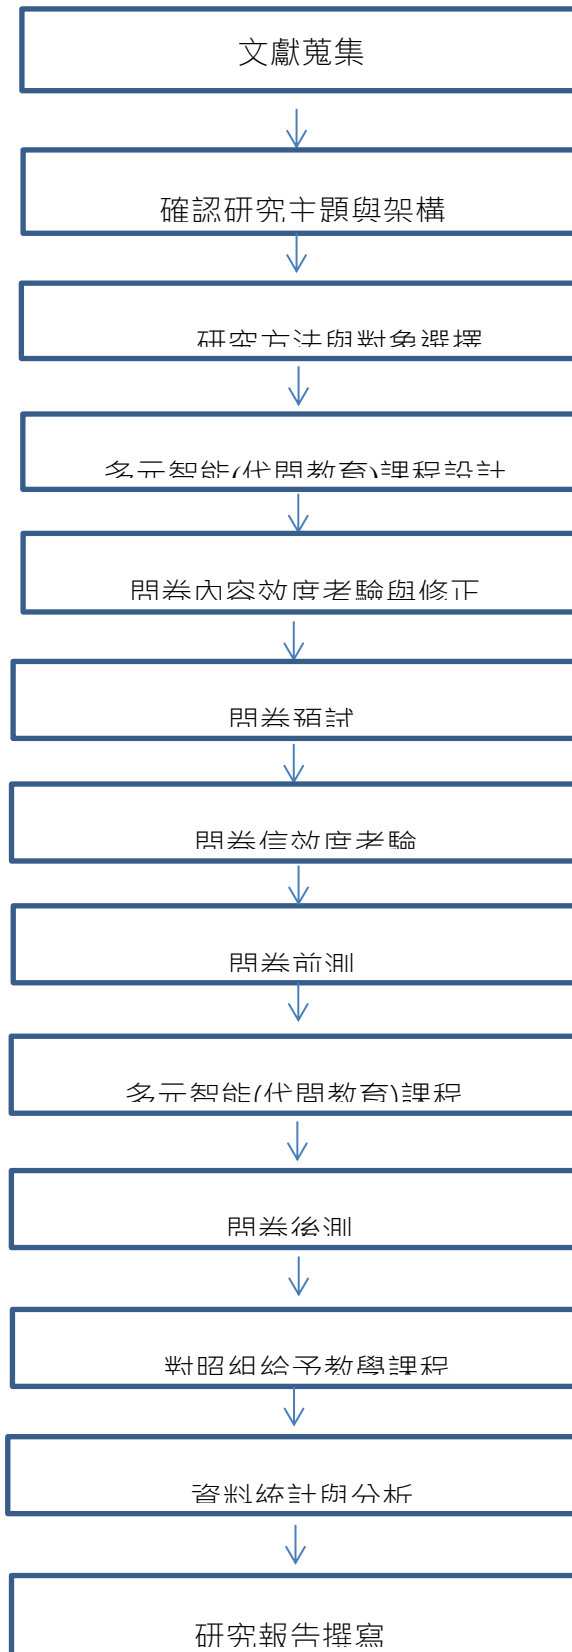 文獻蒐集
確認研究主題與架構
研究方法與對象選擇
多元智能(代間教育)課程設計
問卷內容效度考驗與修正
問卷預試
問卷信效度考驗
問卷前測
多元智能(代間教育)課程
問卷後測
對照組給予教學課程
資料統計與分析
研究報告撰寫